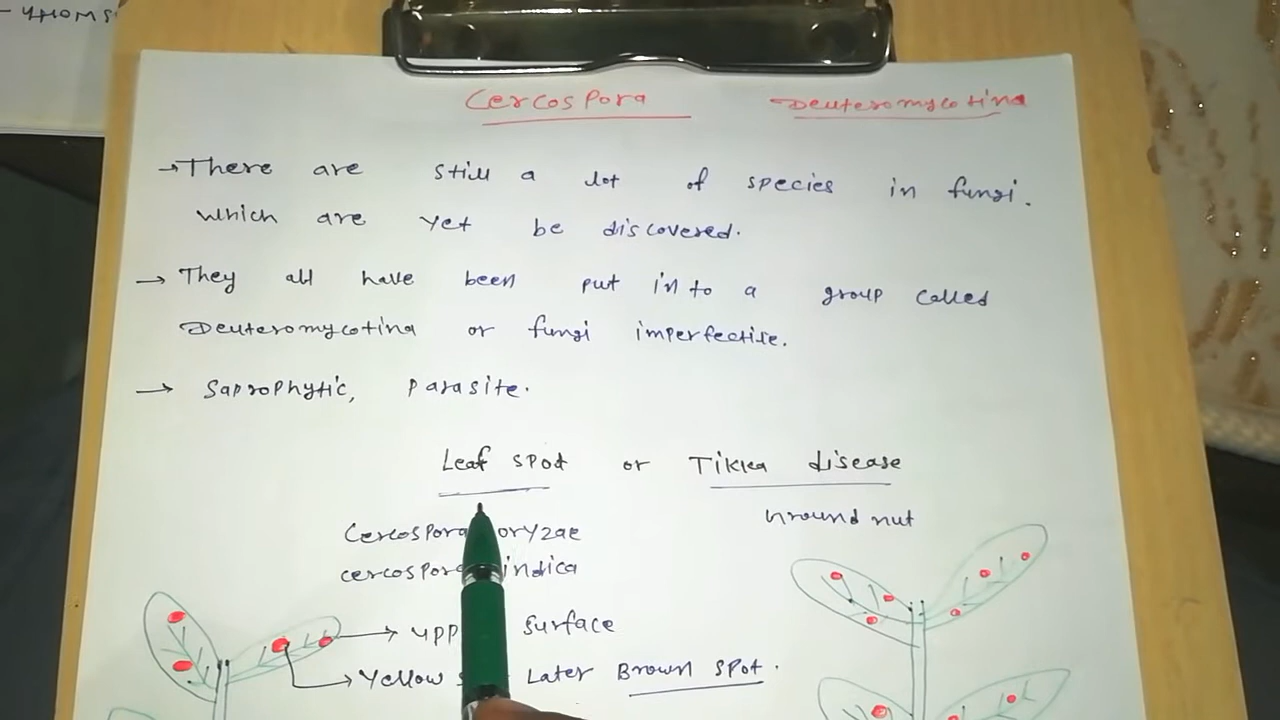 Cercospora Deuteromycotina
→ There are still a lot of species in fungi.
which are yet be discovered.
→ They all have been put in to a group called
Deuteromycotina or fungi imperfectise.
→ Saprophytic, parasite.
Leaf spot or Tikka disease
Cercospora oryzae Ground nut
cercospora indica
→ upp surface
→ Yellow Later Brown spot.